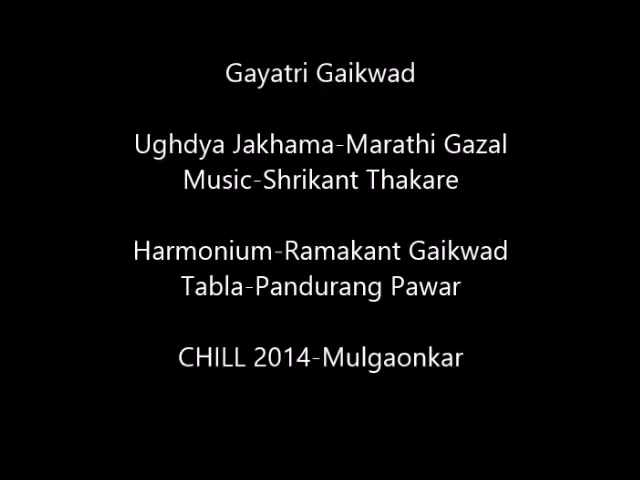 Gayatri Gaikwad
Ughdya Jakhama-Marathi Gazal
Music-Shrikant Thakare
Harmonium-Ramakant Gaikwad
Tabla-Pandurang Pawar
CHILL 2014-Mulgaonkar